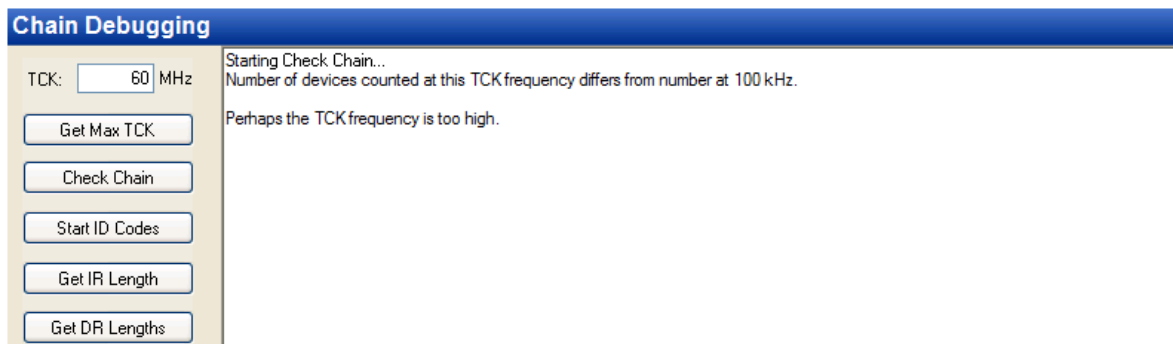 Chain Debugging
TCK: 60 MHz
Get Max TCK
Check Chain
Start ID Codes
Get IR Length
Get DR Lengths
Starting Check Chain...
Number of devices counted at this TCK frequency differs from number at 100 kHz.
Perhaps the TCK frequency is too high.